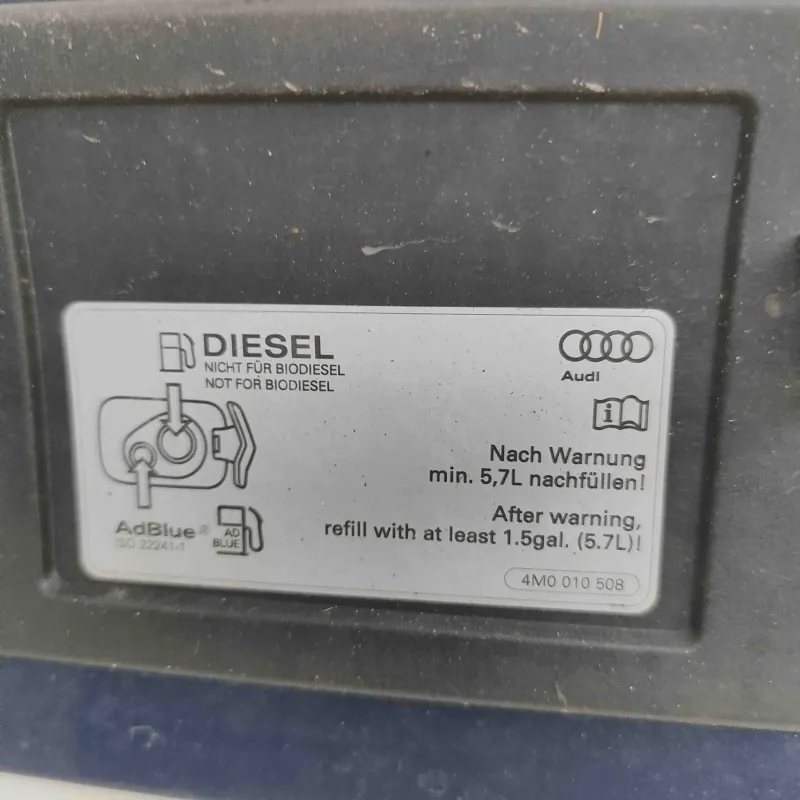 DIESEL
NICHT FÜR BIODIESEL
NOT FOR BIODIESEL
Audi
i
Nach Warnung
min. 5,7L nachfüllen!
After warning,
refill with at least 1.5gal. (5.7L)!
AdBlue®
ISO 22241-1
AD
BLUE
4M0 010 508